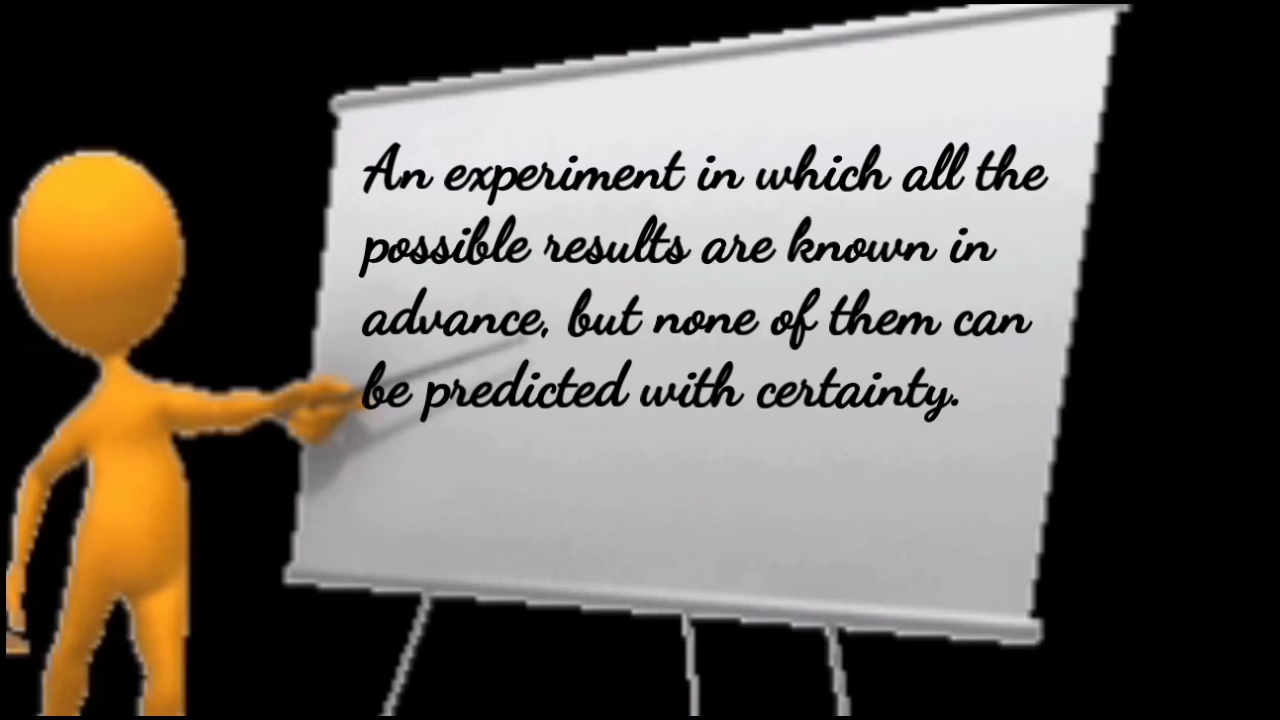 An experiment in which all the
possible results are known in
advance, but none of them can
be predicted with certainty.